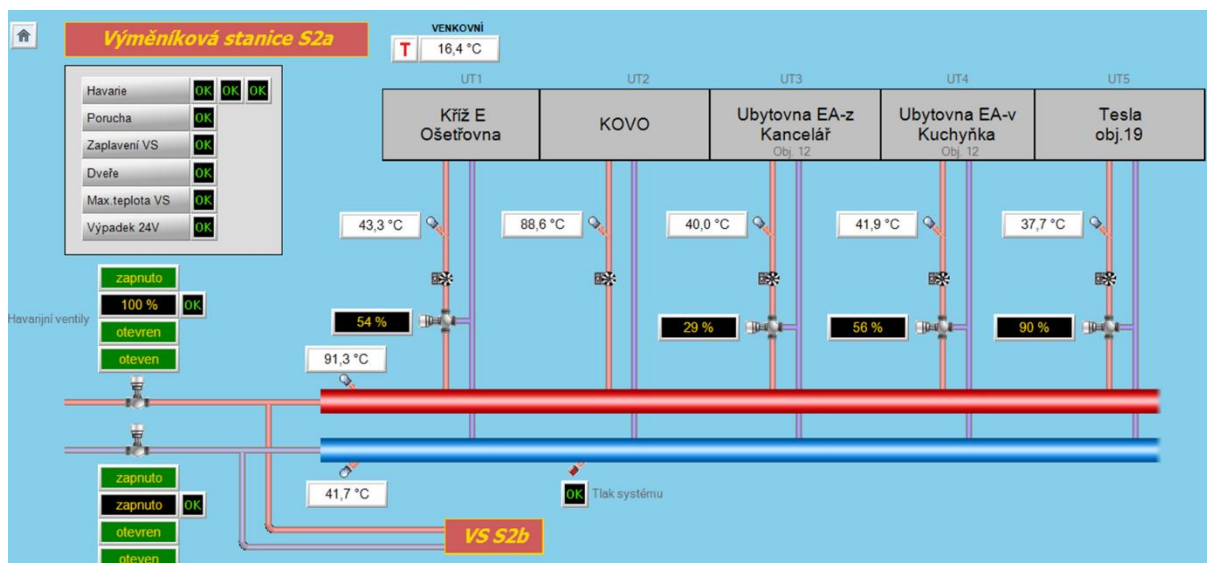 Výměníková stanice S2a
VENKOVNÍ
T 16,4 °C
Havarie OK OK OK
Porucha OK
Zaplavení VS OK
Dveře OK
Max.teplota VS OK
Výpadek 24V OK
UT1 UT2 UT3 UT4 UT5
Kříž E
Ošetřovna
KOVO
Ubytovna EA-z
Kancelář
Obj. 12
Ubytovna EA-v
Kuchyňka
Obj. 12
Tesla
obj.19
43,3 °C 88,6 °C 40,0 °C 41,9 °C 37,7 °C
54 % 29 % 56 % 90 %
Havarijní ventily
zapnuto
100 % OK
otevren
oteven
91,3 °C
41,7 °C
OK Tlak systému
zapnuto
zapnuto OK
otevren
oteven
VS S2b